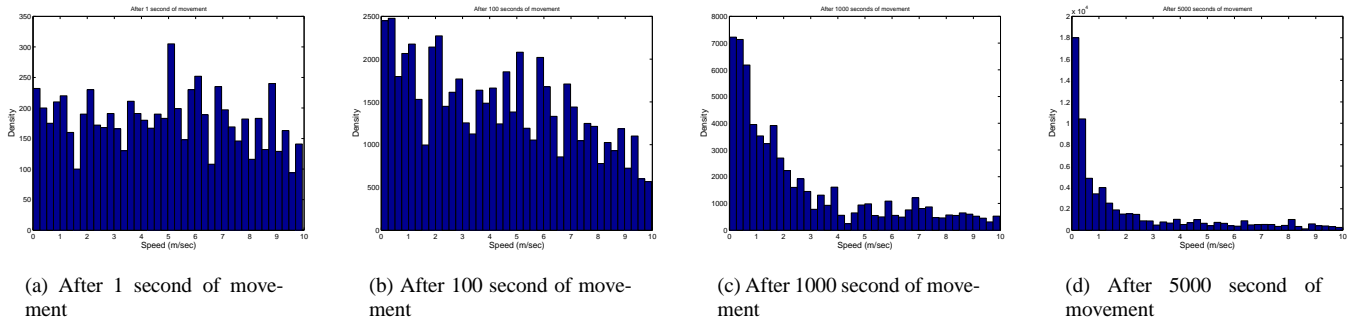 After 1 second of movement
350
300
250
200
150
100
50
0
Density
0 1 2 3 4 5 6 7 8 9 10
Speed (m/sec)
(a) After 1 second of move-
ment
After 100 seconds of movement
2500
2000
1500
1000
500
0
Density
0 1 2 3 4 5 6 7 8 9 10
Speed (m/sec)
(b) After 100 second of move-
ment
After 1000 seconds of movement
8000
7000
6000
5000
4000
3000
2000
1000
0
Density
0 1 2 3 4 5 6 7 8 9 10
Speed (m/sec)
(c) After 1000 second of move-
ment
After 5000 seconds of movement
x 10^4
2
1.8
1.6
1.4
1.2
1
0.8
0.6
0.4
0.2
0
Density
0 1 2 3 4 5 6 7 8 9 10
Speed (m/sec)
(d) After 5000 second of
movement